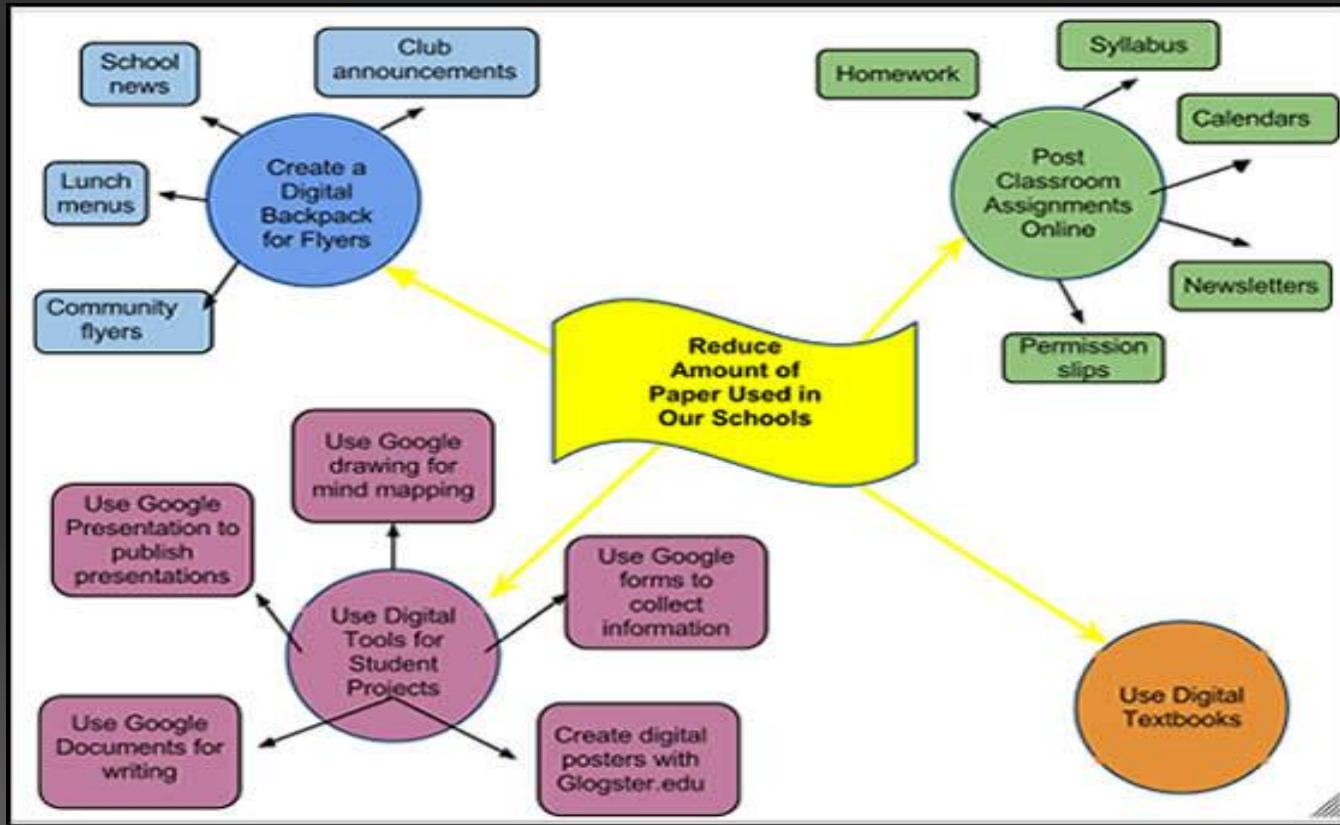 School
news
Club
announcements
Lunch
menus
Community
flyers
Create a
Digital
Backpack
for Flyers
Homework
Syllabus
Calendars
Newsletters
Permission
slips
Post
Classroom
Assignments
Online
Reduce
Amount of
Paper Used in
Our Schools
Use Google
drawing for
mind mapping
Use Google
Presentation to
publish
presentations
Use Google
forms to
collect
information
Use Digital
Tools for
Student
Projects
Use Google
Documents for
writing
Create digital
posters with
Glogster.edu
Use Digital
Textbooks